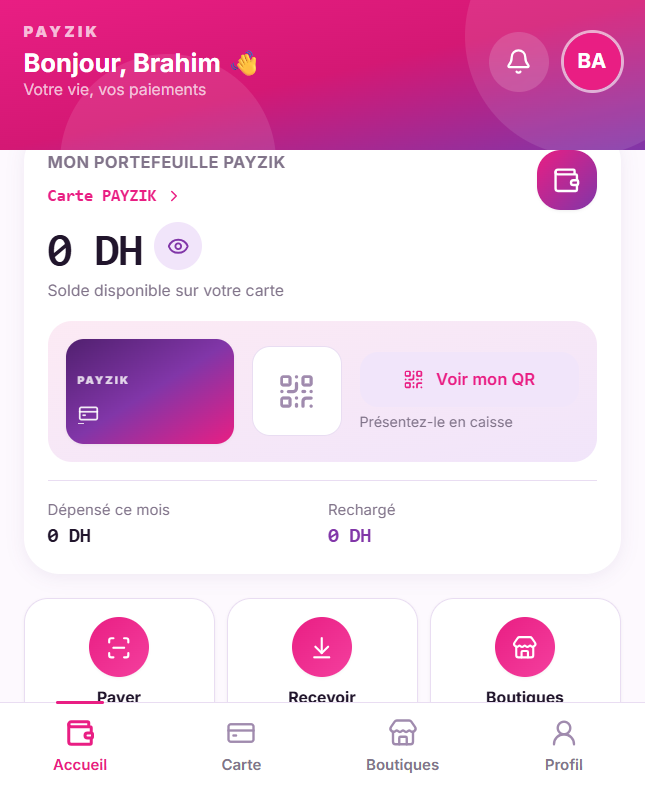 PAYZIK
Bonjour, Brahim 👋
Votre vie, vos paiements
BA
MON PORTEFEUILLE PAYZIK
Carte PAYZIK
0 DH
Solde disponible sur votre carte
PAYZIK
Voir mon QR
Présentez-le en caisse
Dépensé ce mois
Rechargé
0 DH
0 DH
Payer
Recevoir
Boutiques
Accueil
Carte
Boutiques
Profil